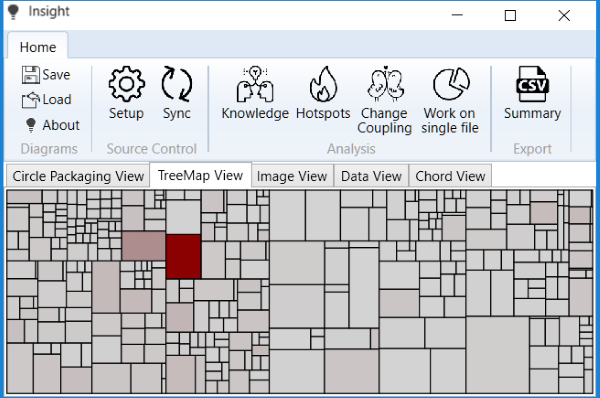 Insight
Home
Save
Load
About
Diagrams
Setup
Sync
Source Control
Knowledge
Hotspots
Change
Coupling
Work on
single file
Analysis
CSV
Summary
Export
Circle Packaging View
TreeMap View
Image View
Data View
Chord View